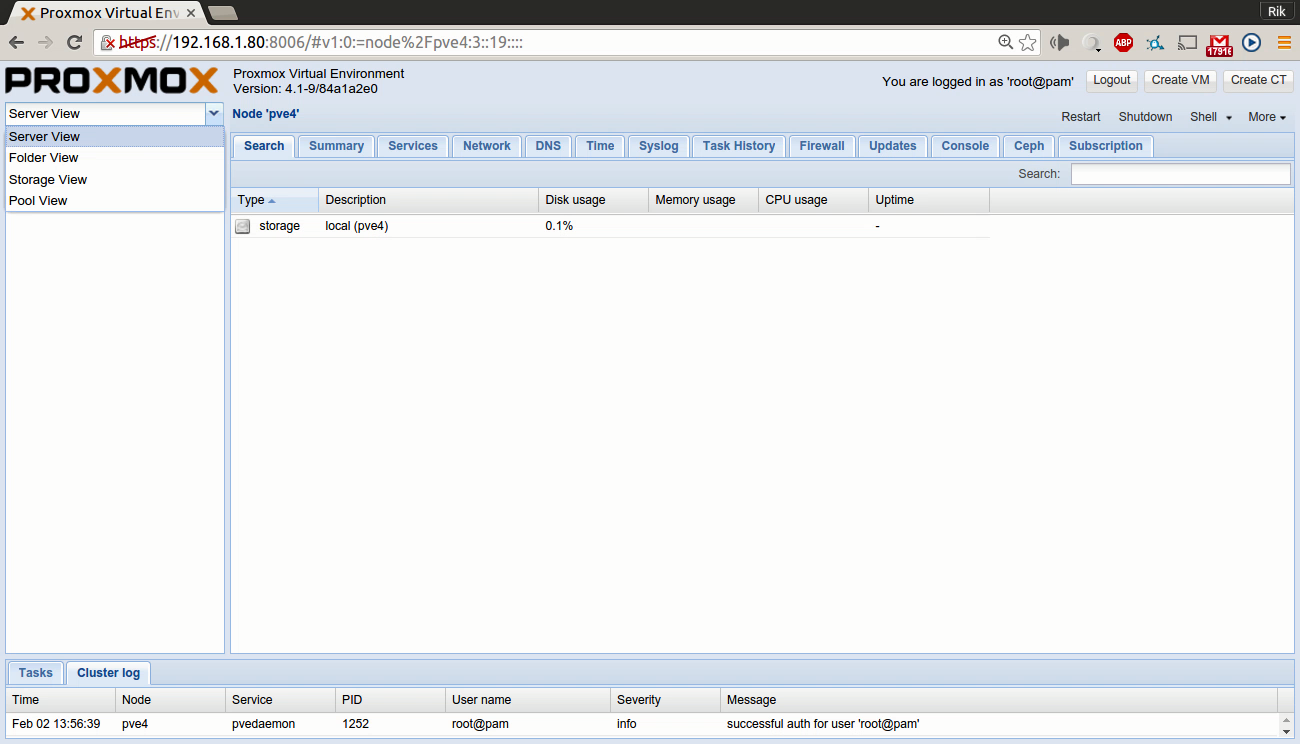 Proxmox Virtual Env
Rik
https://192.168.1.80:8006/#v1:0:=node%2Fpve4:3::19::::
ABP
17916
PROXMOX
Proxmox Virtual Environment
Version: 4.1-9/84a1a2e0
You are logged in as 'root@pam' Logout Create VM Create CT
Server View
Node 'pve4'
Restart Shutdown Shell More
Server View
Folder View
Storage View
Pool View
Search Summary Services Network DNS Time Syslog Task History Firewall Updates Console Ceph Subscription
Search:
Type Description Disk usage Memory usage CPU usage Uptime
storage local (pve4) 0.1% -
Tasks Cluster log
Time Node Service PID User name Severity Message
Feb 02 13:56:39 pve4 pvedaemon 1252 root@pam info successful auth for user 'root@pam'